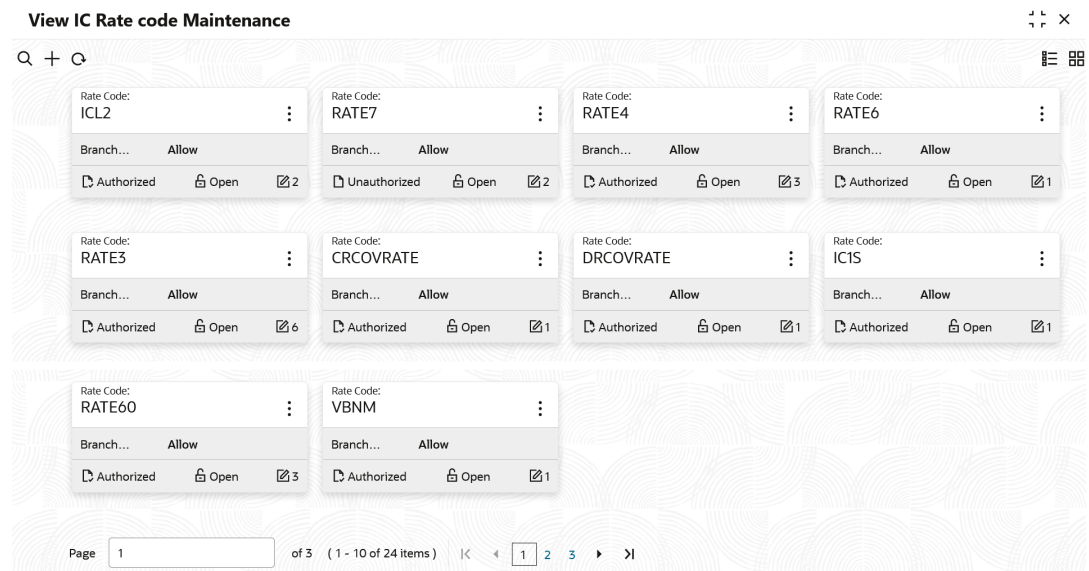 View IC Rate code Maintenance
Rate Code: Rate Code: Rate Code: Rate Code:
ICL2 RATE7 RATE4 RATE6
Branch... Allow Branch... Allow Branch... Allow Branch... Allow
Authorized Open 2 Unauthorized Open 2 Authorized Open 3 Authorized Open 1
Rate Code: Rate Code: Rate Code: Rate Code:
RATE3 CRCOVRATE DRCOVRATE IC1S
Branch... Allow Branch... Allow Branch... Allow Branch... Allow
Authorized Open 6 Authorized Open 1 Authorized Open 1 Authorized Open 1
Rate Code: Rate Code:
RATE60 VBNM
Branch... Allow Branch... Allow
Authorized Open 3 Authorized Open 1
Page 1 of 3 ( 1 - 10 of 24 items ) 1 2 3